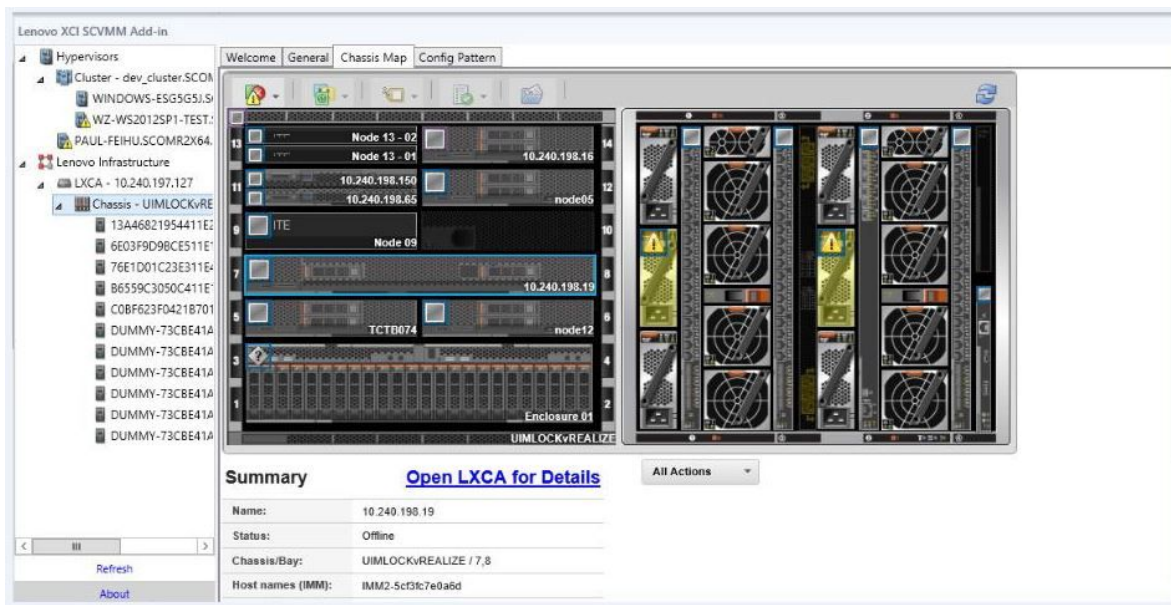 Lenovo XCI SCVMM Add-in
Hypervisors
Cluster - dev_cluster.SCOM
WINDOWS-ESG5G5J.S
WZ-WS2012SP1-TEST.
PAUL-FEIHU.SCOMR2X64.
Lenovo Infrastructure
LXCA - 10.240.197.127
Chassis - UIMLOCKvRE
13A46821954411E2
6E03F9D9BCE511E
76E1D01C23E311E4
B6559C3050C411E
C0BF623F0421B701
DUMMY-73CBE41A
DUMMY-73CBE41A
DUMMY-73CBE41A
DUMMY-73CBE41A
DUMMY-73CBE41A
DUMMY-73CBE41A
Refresh
About
Welcome General Chassis Map Config Pattern
13 Node 13 - 02 14
Node 13 - 01 10.240.198.16
11 10.240.198.150 12
10.240.198.65 node05
9 ITE 10
Node 09
7 8
10.240.198.19
5 6
TCTB074 node12
3 4
1 2
Enclosure 01
UIMLOCKvREALIZE
Summary Open LXCA for Details
All Actions
Name: 10.240.198.19
Status: Offline
Chassis/Bay: UIMLOCKvREALIZE / 7,8
Host names (IMM): IMM2-5cf3fc7e0a6d